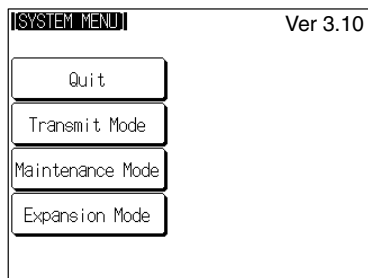 [SYSTEM MENU]
Ver 3.10
Quit
Transmit Mode
Maintenance Mode
Expansion Mode